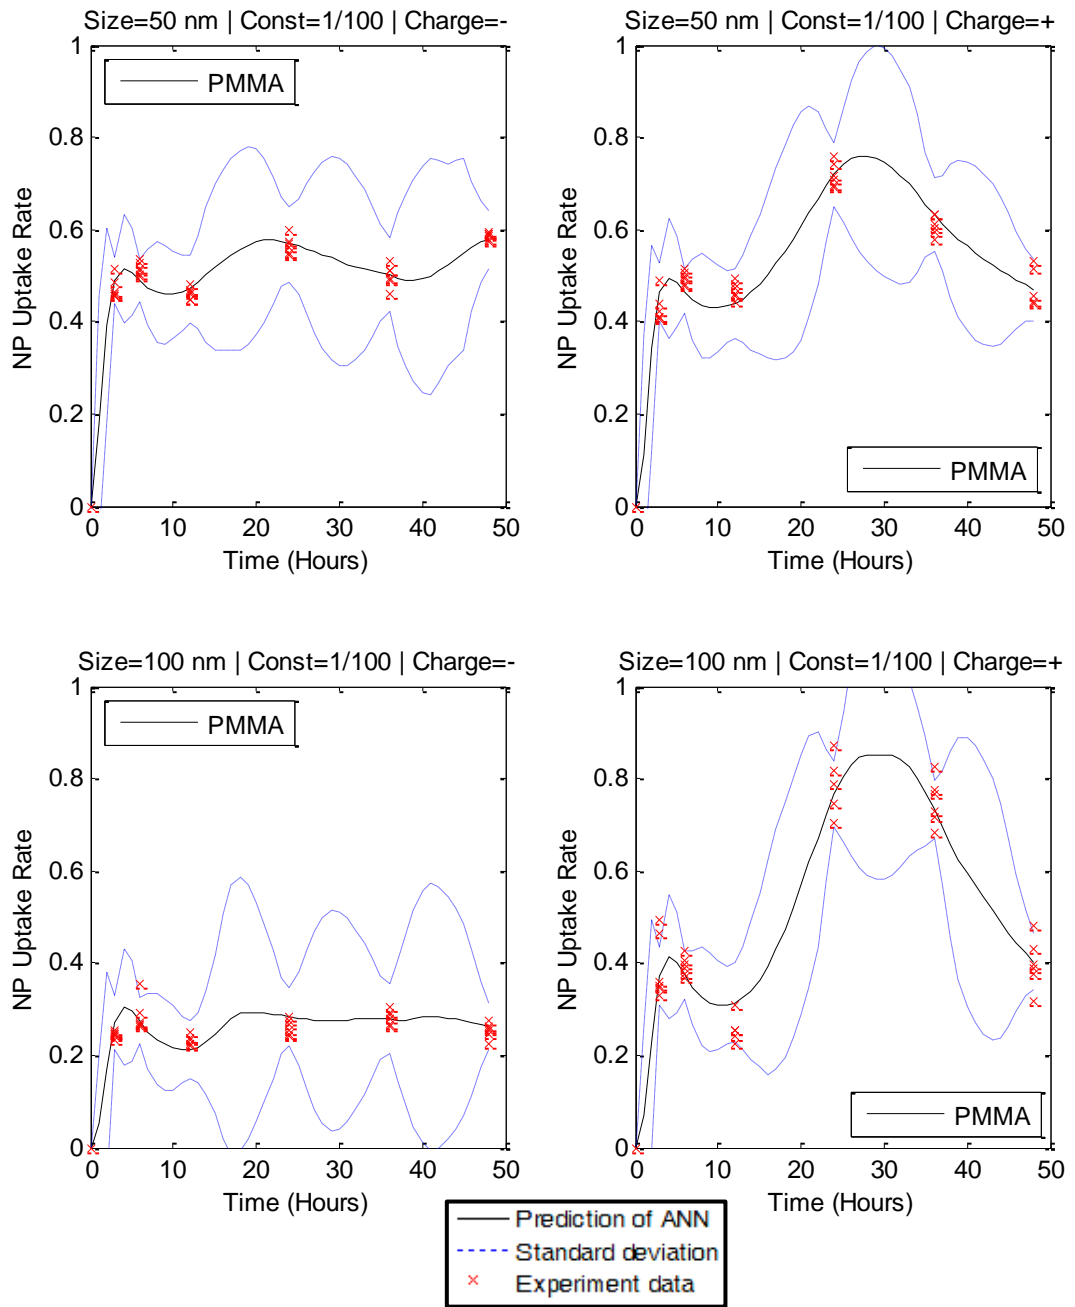 Size=50 nm | Const=1/100 | Charge=-
1
0.8
0.6
0.4
0.2
0
NP Uptake Rate
PMMA
0 10 20 30 40 50
Time (Hours)
Size=50 nm | Const=1/100 | Charge=+
1
0.8
0.6
0.4
0.2
0
NP Uptake Rate
PMMA
0 10 20 30 40 50
Time (Hours)
Size=100 nm | Const=1/100 | Charge=-
1
0.8
0.6
0.4
0.2
0
NP Uptake Rate
PMMA
0 10 20 30 40 50
Time (Hours)
Size=100 nm | Const=1/100 | Charge=+
1
0.8
0.6
0.4
0.2
0
NP Uptake Rate
PMMA
0 10 20 30 40 50
Time (Hours)
Prediction of ANN
Standard deviation
Experiment data